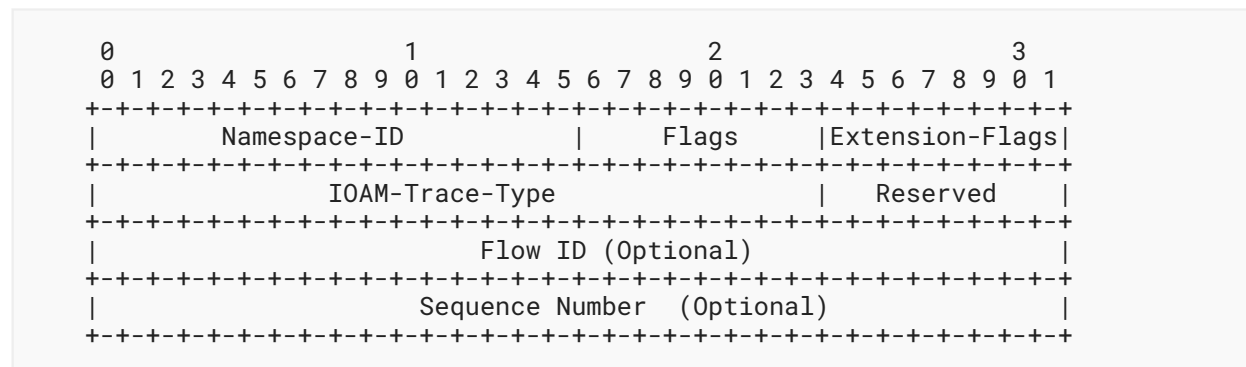 0                   1                   2                   3
 0 1 2 3 4 5 6 7 8 9 0 1 2 3 4 5 6 7 8 9 0 1 2 3 4 5 6 7 8 9 0 1
+-+-+-+-+-+-+-+-+-+-+-+-+-+-+-+-+-+-+-+-+-+-+-+-+-+-+-+-+-+-+-+-+
|        Namespace-ID           |     Flags     |Extension-Flags|
+-+-+-+-+-+-+-+-+-+-+-+-+-+-+-+-+-+-+-+-+-+-+-+-+-+-+-+-+-+-+-+-+
|               IOAM-Trace-Type                 |   Reserved    |
+-+-+-+-+-+-+-+-+-+-+-+-+-+-+-+-+-+-+-+-+-+-+-+-+-+-+-+-+-+-+-+-+
|                         Flow ID (Optional)                    |
+-+-+-+-+-+-+-+-+-+-+-+-+-+-+-+-+-+-+-+-+-+-+-+-+-+-+-+-+-+-+-+-+
|                     Sequence Number  (Optional)               |
+-+-+-+-+-+-+-+-+-+-+-+-+-+-+-+-+-+-+-+-+-+-+-+-+-+-+-+-+-+-+-+-+